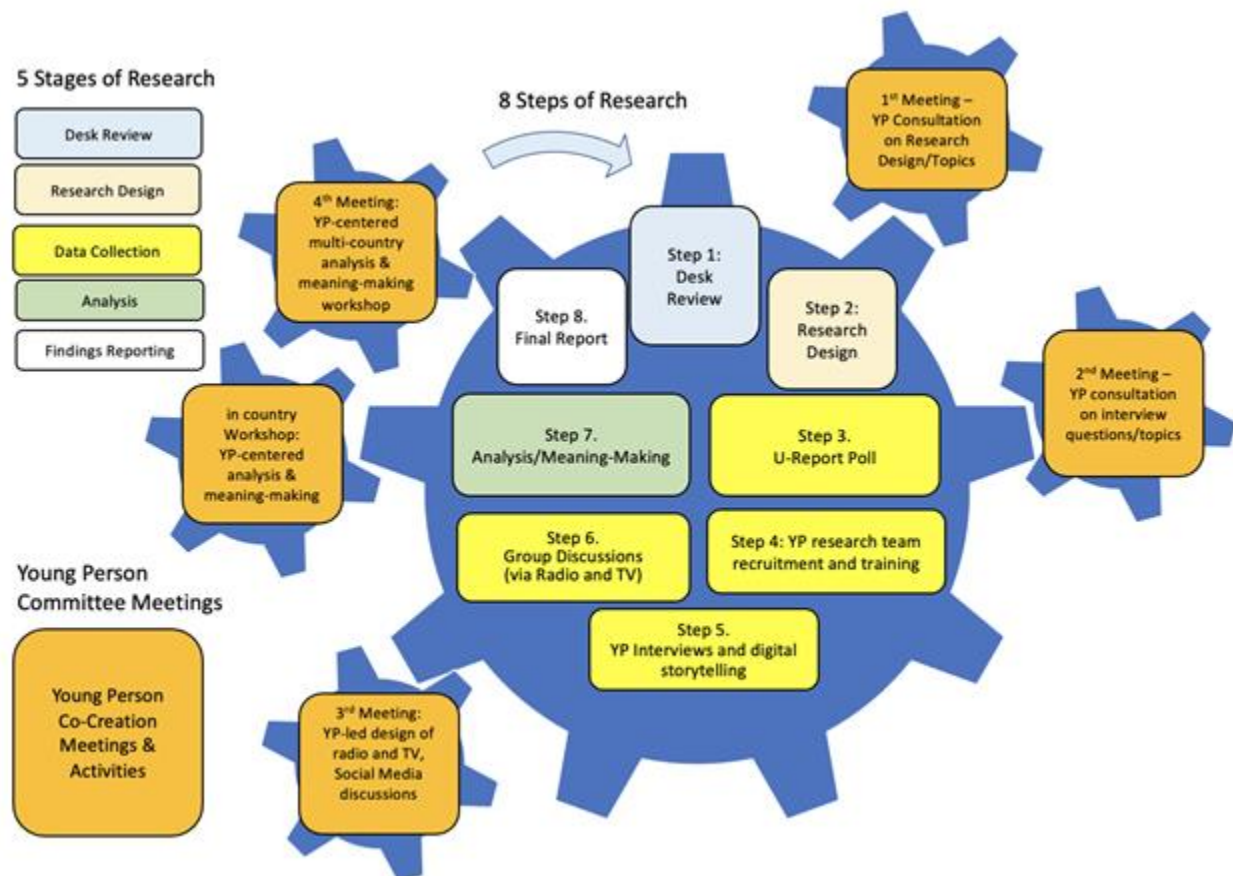 5 Stages of Research
Desk Review
Research Design
Data Collection
Analysis
Findings Reporting
8 Steps of Research
1st Meeting –
YP Consultation
on Research
Design/Topics
2nd Meeting –
YP consultation
on interview
questions/topics
4th Meeting:
YP-centered
multi-country
analysis &
meaning-making
workshop
in country
Workshop:
YP-centered
analysis &
meaning-making
Step 1:
Desk
Review
Step 2:
Research
Design
Step 3.
U-Report Poll
Step 4: YP research team
recruitment and training
Step 5.
YP Interviews and digital
storytelling
Step 6.
Group Discussions
(via Radio and TV)
Step 7.
Analysis/Meaning-Making
Step 8.
Final Report
3rd Meeting:
YP-led design of
radio and TV,
Social Media
discussions
Young Person
Committee Meetings
Young Person
Co-Creation
Meetings &
Activities